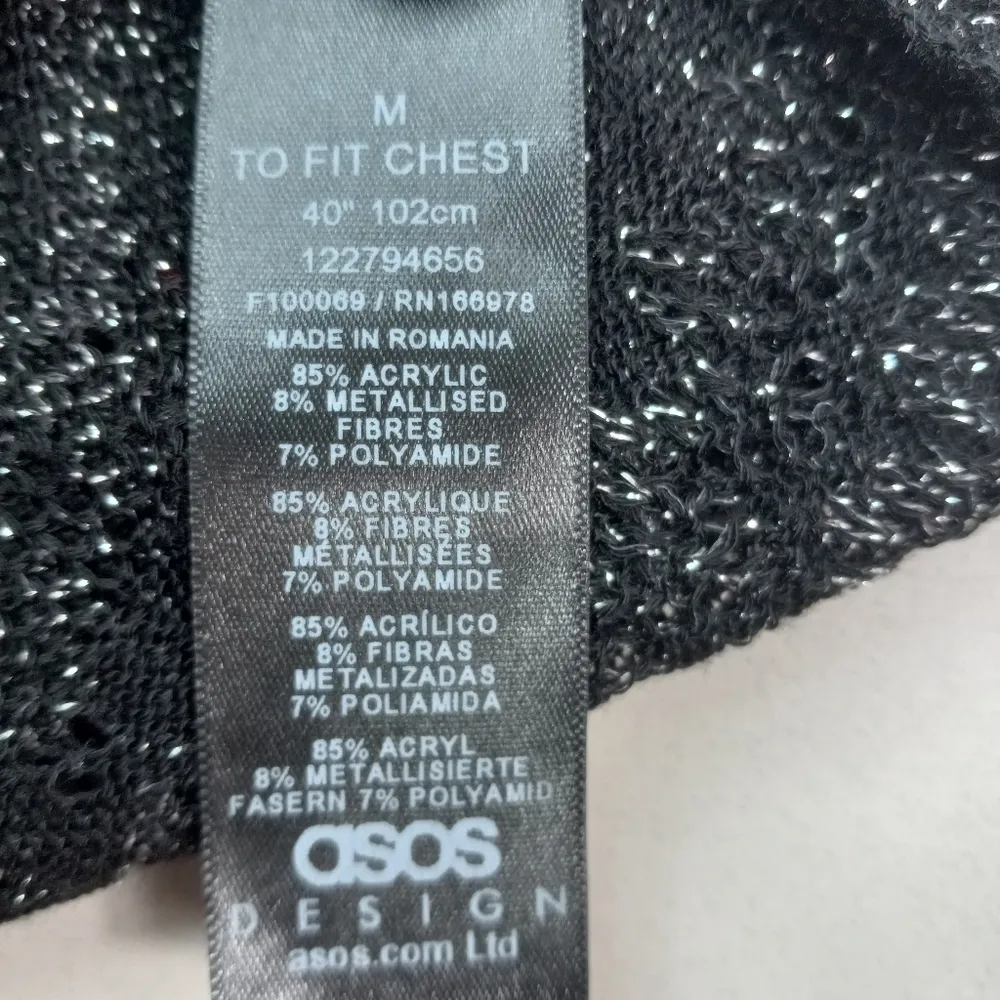 M
TO FIT CHEST
40" 102cm
122794656
F100069 / RN166978
MADE IN ROMANIA
85% ACRYLIC
8% METALLISED
FIBRES
7% POLYAMIDE
85% ACRYLIQUE
8% FIBRES
MÉTALLISÉES
7% POLYAMIDE
85% ACRÍLICO
8% FIBRAS
METALIZADAS
7% POLIAMIDA
85% ACRYL
8% METALLISIERTE
FASERN 7% POLYAMID
asos
DESIGN
asos.com Ltd